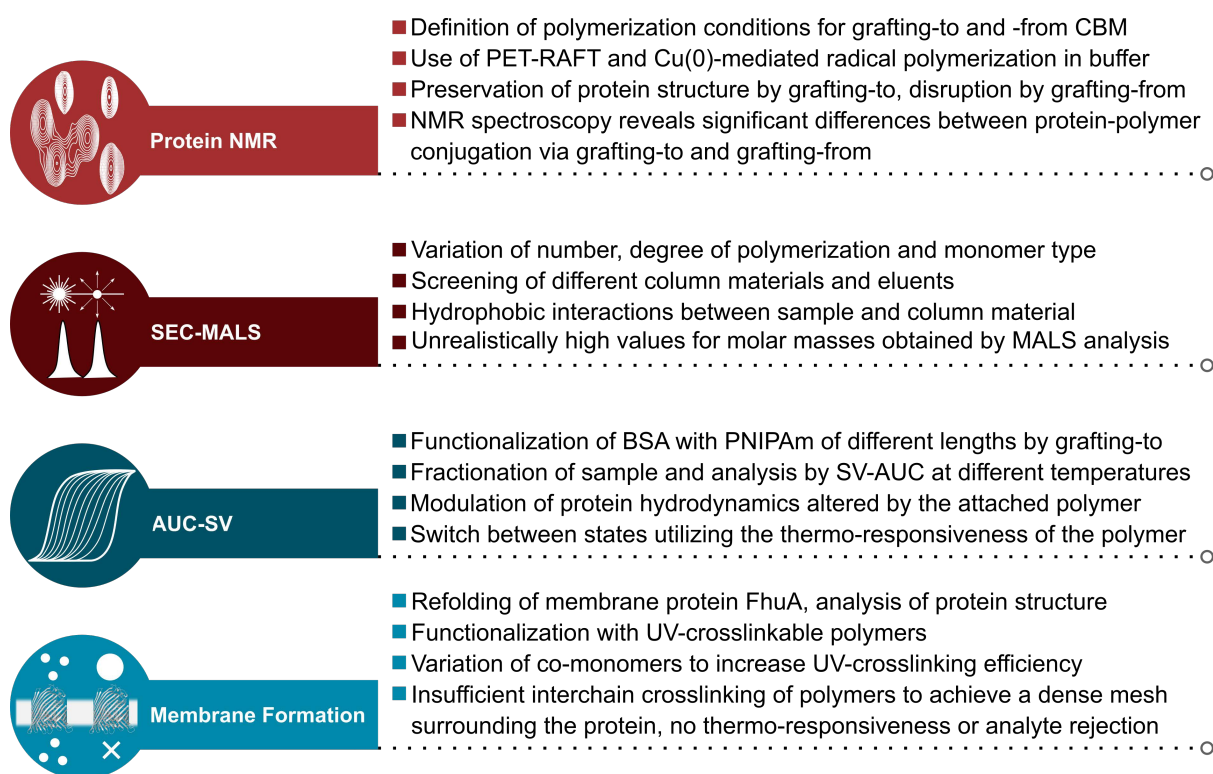 Definition of polymerization conditions for grafting-to and -from CBM
Use of PET-RAFT and Cu(0)-mediated radical polymerization in buffer
Preservation of protein structure by grafting-to, disruption by grafting-from
NMR spectroscopy reveals significant differences between protein-polymer
conjugation via grafting-to and grafting-from
Protein NMR
Variation of number, degree of polymerization and monomer type
Screening of different column materials and eluents
Hydrophobic interactions between sample and column material
Unrealistically high values for molar masses obtained by MALS analysis
SEC-MALS
Functionalization of BSA with PNIPAm of different lengths by grafting-to
Fractionation of sample and analysis by SV-AUC at different temperatures
Modulation of protein hydrodynamics altered by the attached polymer
Switch between states utilizing the thermo-responsiveness of the polymer
AUC-SV
Refolding of membrane protein FhuA, analysis of protein structure
Functionalization with UV-crosslinkable polymers
Variation of co-monomers to increase UV-crosslinking efficiency
Insufficient interchain crosslinking of polymers to achieve a dense mesh
surrounding the protein, no thermo-responsiveness or analyte rejection
Membrane Formation